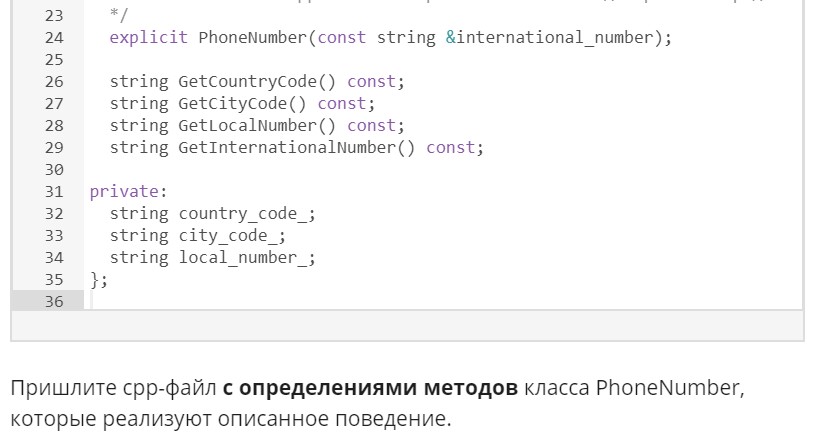 23 */
24 explicit PhoneNumber(const string &international_number);
25
26 string GetCountryCode() const;
27 string GetCityCode() const;
28 string GetLocalNumber() const;
29 string GetInternationalNumber() const;
30
31 private:
32 string country_code_;
33 string city_code_;
34 string local_number_;
35 };
36
Пришлите cpp-файл с определениями методов класса PhoneNumber,
которые реализуют описанное поведение.